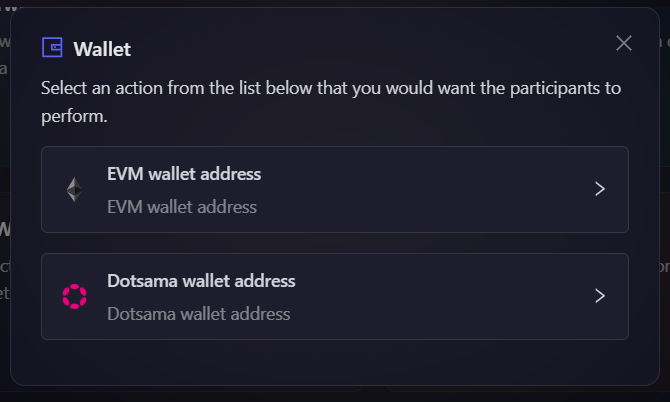 Wallet
Select an action from the list below that you would want the participants to
perform.
EVM wallet address
EVM wallet address
Dotsama wallet address
Dotsama wallet address